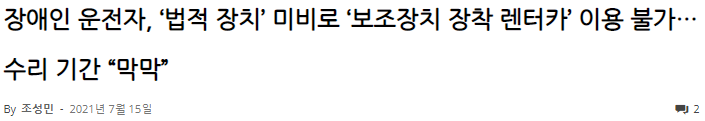 장애인 운전자, ‘법적 장치’ 미비로 ‘보조장치 장착 렌터카’ 이용 불가…
수리 기간 “막막”
By 조성민 - 2021년 7월 15일 2